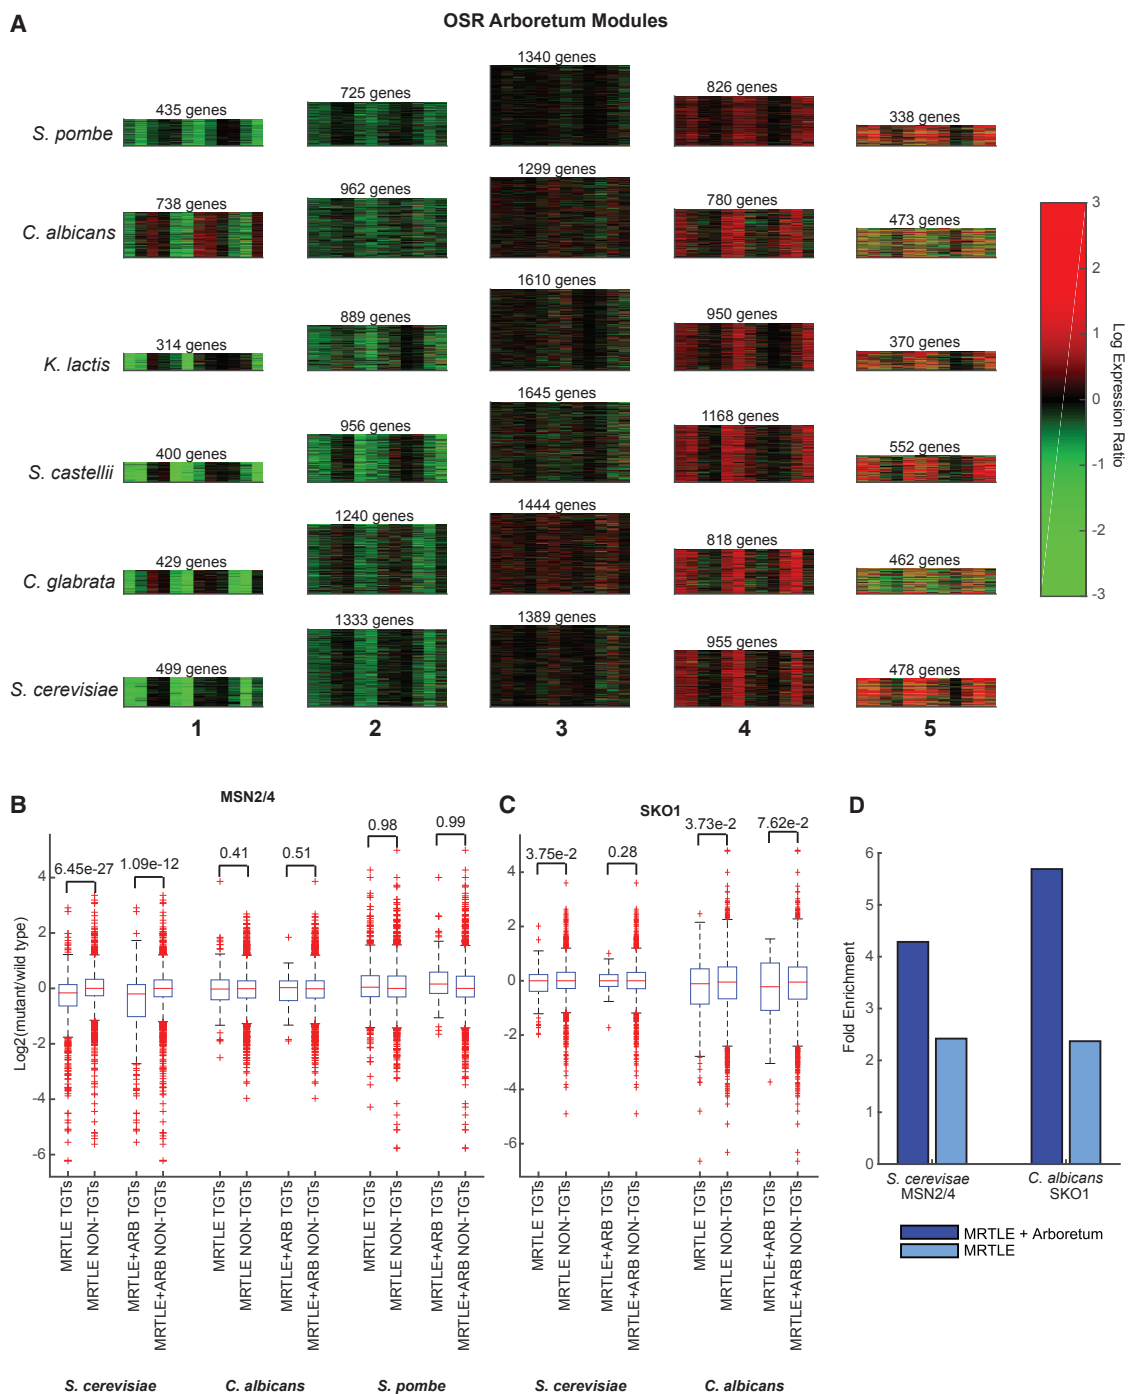 A
OSR Arboretum Modules
S. pombe
435 genes
725 genes
1340 genes
826 genes
338 genes
C. albicans
738 genes
962 genes
1299 genes
780 genes
473 genes
K. lactis
314 genes
889 genes
1610 genes
950 genes
370 genes
S. castellii
400 genes
956 genes
1645 genes
1168 genes
552 genes
C. glabrata
429 genes
1240 genes
1444 genes
818 genes
462 genes
S. cerevisiae
499 genes
1333 genes
1389 genes
955 genes
478 genes
1
2
3
4
5
3
2
1
0
-1
-2
-3
Log Expression Ratio
B
MSN2/4
Log2(mutant/wild type)
4
2
0
-2
-4
-6
6.45e-27
1.09e-12
0.41
0.51
0.98
0.99
MRTLE TGTs
MRTLE NON-TGTs
MRTLE+ARB TGTs
MRTLE+ARB NON-TGTs
MRTLE TGTs
MRTLE NON-TGTs
MRTLE+ARB TGTs
MRTLE+ARB NON-TGTs
MRTLE TGTs
MRTLE NON-TGTs
MRTLE+ARB TGTs
MRTLE+ARB NON-TGTs
S. cerevisiae
C. albicans
S. pombe
C
SKO1
4
2
0
-2
-4
-6
3.75e-2
0.28
3.73e-2
7.62e-2
MRTLE TGTs
MRTLE NON-TGTs
MRTLE+ARB TGTs
MRTLE+ARB NON-TGTs
MRTLE TGTs
MRTLE NON-TGTs
MRTLE+ARB TGTs
MRTLE+ARB NON-TGTs
S. cerevisiae
C. albicans
D
Fold Enrichment
6
5
4
3
2
1
0
S. cerevisae
MSN2/4
C. albicans
SKO1
MRTLE + Arboretum
MRTLE